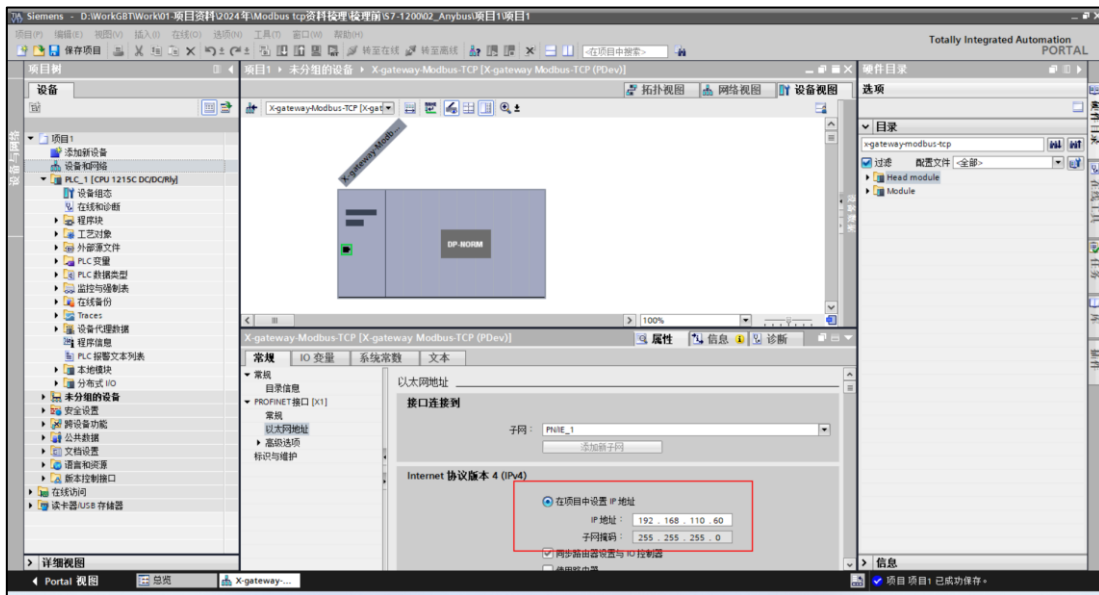 Siemens - D:\WorkGBT\Work\01-项目资料\2024年\Modbus tcp资料梳理\梳理前\S7-1200\02_Anybus\项目1\项目1
项目(P) 编辑(E) 视图(V) 插入(I) 在线(O) 选项(N) 工具(T) 窗口(W) 帮助(H)
Totally Integrated Automation
PORTAL
保存项目 转至在线 转至离线 <在项目中搜索>
项目树
项目1 ▸ 未分组的设备 ▸ X-gateway-Modbus-TCP [X-gateway Modbus-TCP (PDev)]
硬件目录
设备
拓扑视图 网络视图 设备视图
选项
X-gateway-Modbus-TCP [X-gat
目录
x-gateway-modbus-tcp
过滤 配置文件 <全部>
Head module
Module
项目1
添加新设备
设备和网络
PLC_1 [CPU 1215C DC/DC/Rly]
设备组态
在线和诊断
程序块
工艺对象
外部源文件
PLC 变量
PLC 数据类型
监控与强制表
在线备份
Traces
设备代理数据
程序信息
PLC 报警文本列表
本地模块
分布式 I/O
未分组的设备
安全设置
跨设备功能
公共数据
文档设置
语言和资源
版本控制接口
在线访问
读卡器/USB 存储器
X-gateway-Modb...
DP-NORM
100%
X-gateway-Modbus-TCP [X-gateway Modbus-TCP (PDev)]
属性 信息 诊断
常规 IO 变量 系统常数 文本
常规
目录信息
PROFINET接口 [X1]
常规
以太网地址
高级选项
标识与维护
以太网地址
接口连接到
子网： PN/IE_1
添加新子网
Internet 协议版本 4 (IPv4)
在项目中设置 IP 地址
IP 地址： 192 . 168 . 110 . 60
子网掩码： 255 . 255 . 255 . 0
同步路由器设置与 IO 控制器
使用路由器
详细视图
信息
Portal 视图 总览 X-gateway-...
项目 项目1 已成功保存。